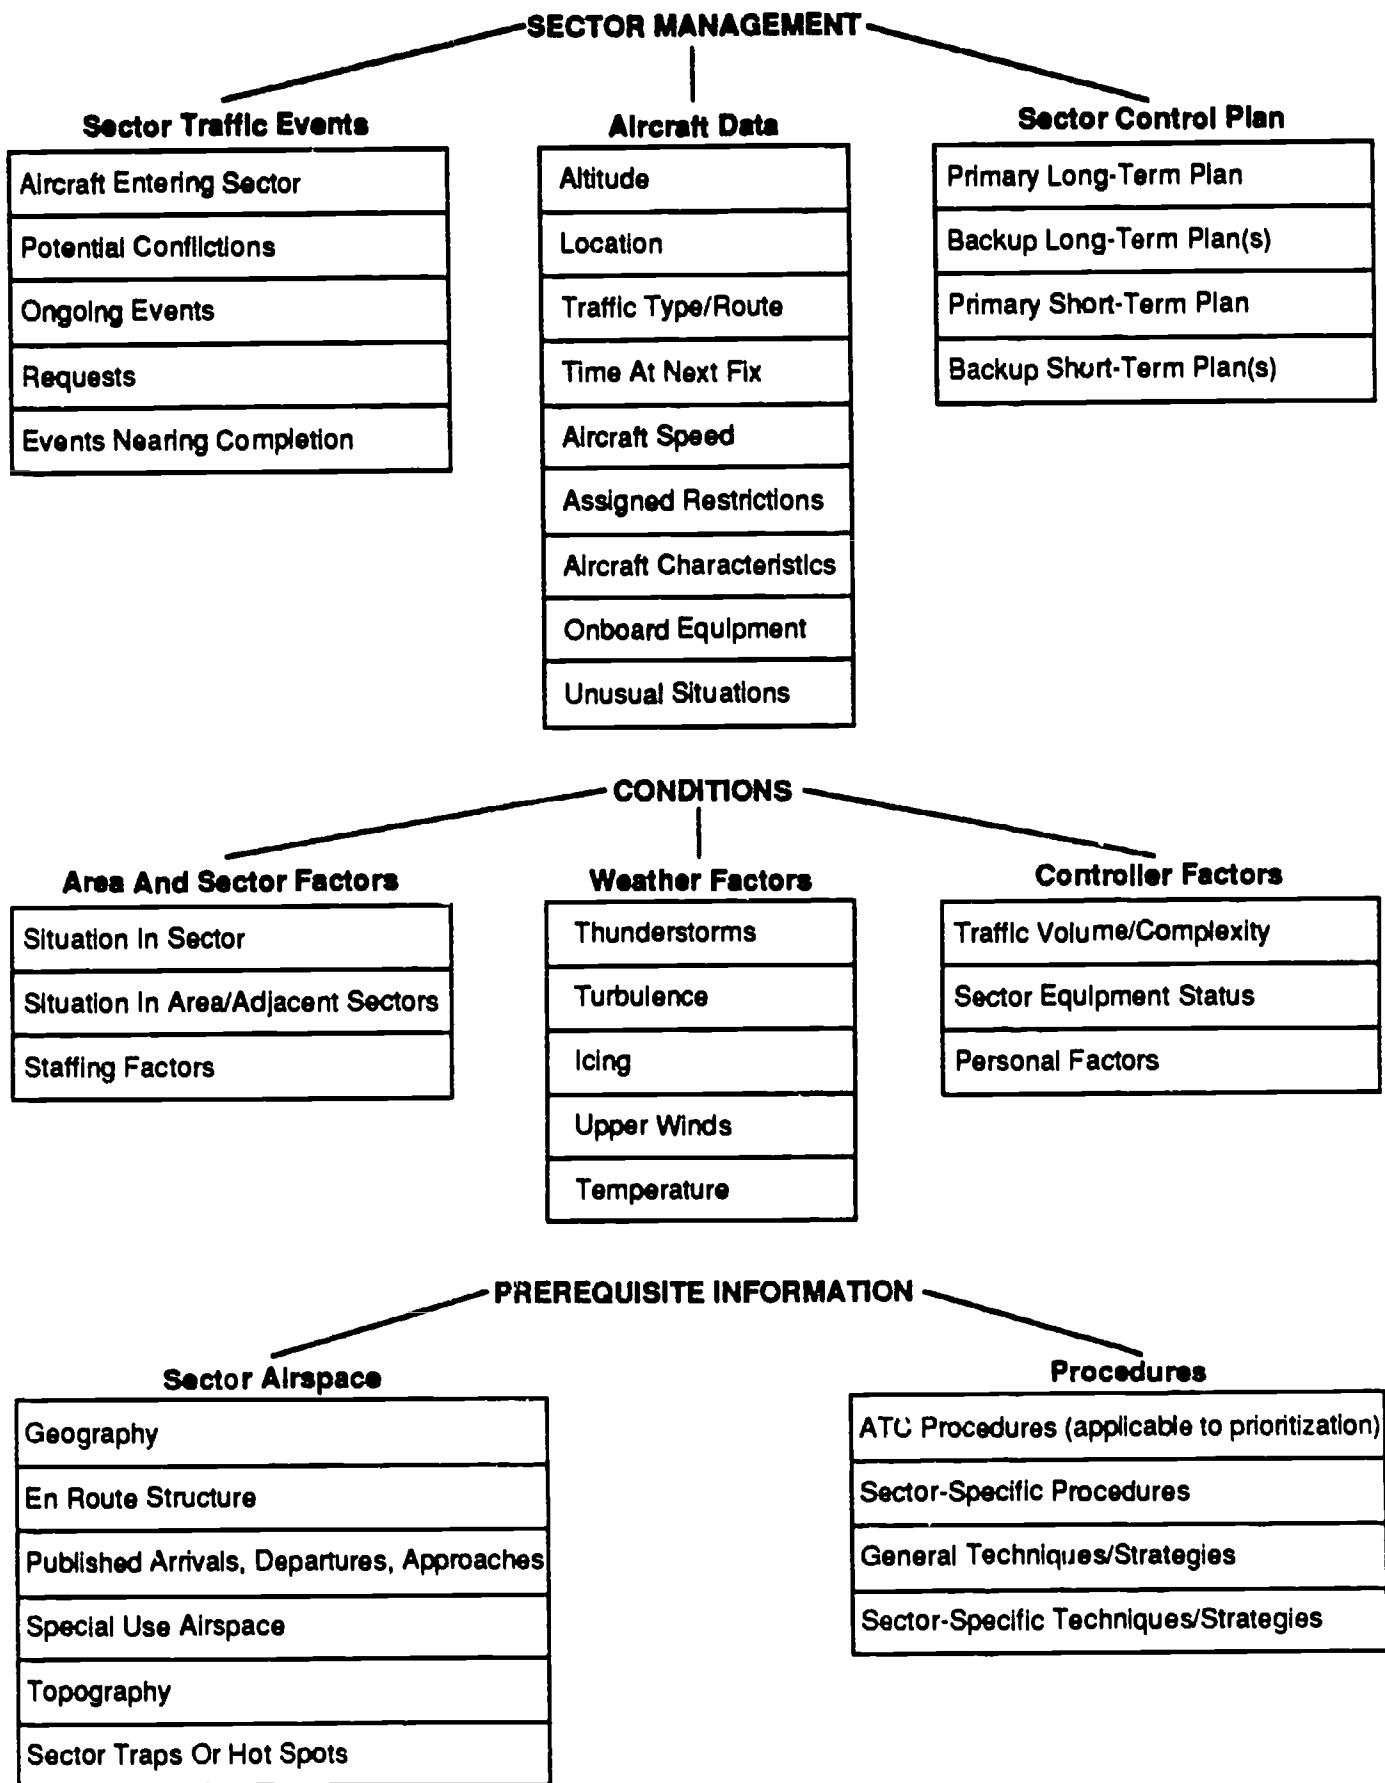 SECTOR MANAGEMENT
Sector Traffic Events
Aircraft Entering Sector
Potential Conflictions
Ongoing Events
Requests
Events Nearing Completion
Aircraft Data
Altitude
Location
Traffic Type/Route
Time At Next Fix
Aircraft Speed
Assigned Restrictions
Aircraft Characteristics
Onboard Equipment
Unusual Situations
Sector Control Plan
Primary Long-Term Plan
Backup Long-Term Plan(s)
Primary Short-Term Plan
Backup Short-Term Plan(s)
CONDITIONS
Area And Sector Factors
Situation In Sector
Situation In Area/Adjacent Sectors
Staffing Factors
Weather Factors
Thunderstorms
Turbulence
Icing
Upper Winds
Temperature
Controller Factors
Traffic Volume/Complexity
Sector Equipment Status
Personal Factors
PREREQUISITE INFORMATION
Sector Airspace
Geography
En Route Structure
Published Arrivals, Departures, Approaches
Special Use Airspace
Topography
Sector Traps Or Hot Spots
Procedures
ATC Procedures (applicable to prioritization)
Sector-Specific Procedures
General Techniques/Strategies
Sector-Specific Techniques/Strategies